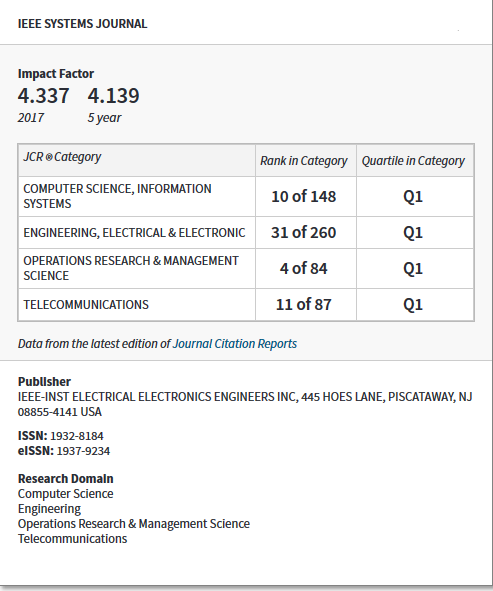 IEEE SYSTEMS JOURNAL
Impact Factor
4.337 4.139
2017 5 year
JCR ® Category Rank in Category Quartile in Category
COMPUTER SCIENCE, INFORMATION
SYSTEMS
10 of 148 Q1
ENGINEERING, ELECTRICAL & ELECTRONIC 31 of 260 Q1
OPERATIONS RESEARCH & MANAGEMENT
SCIENCE
4 of 84 Q1
TELECOMMUNICATIONS 11 of 87 Q1
Data from the latest edition of Journal Citation Reports
Publisher
IEEE-INST ELECTRICAL ELECTRONICS ENGINEERS INC, 445 HOES LANE, PISCATAWAY, NJ
08855-4141 USA
ISSN: 1932-8184
eISSN: 1937-9234
Research Domain
Computer Science
Engineering
Operations Research & Management Science
Telecommunications